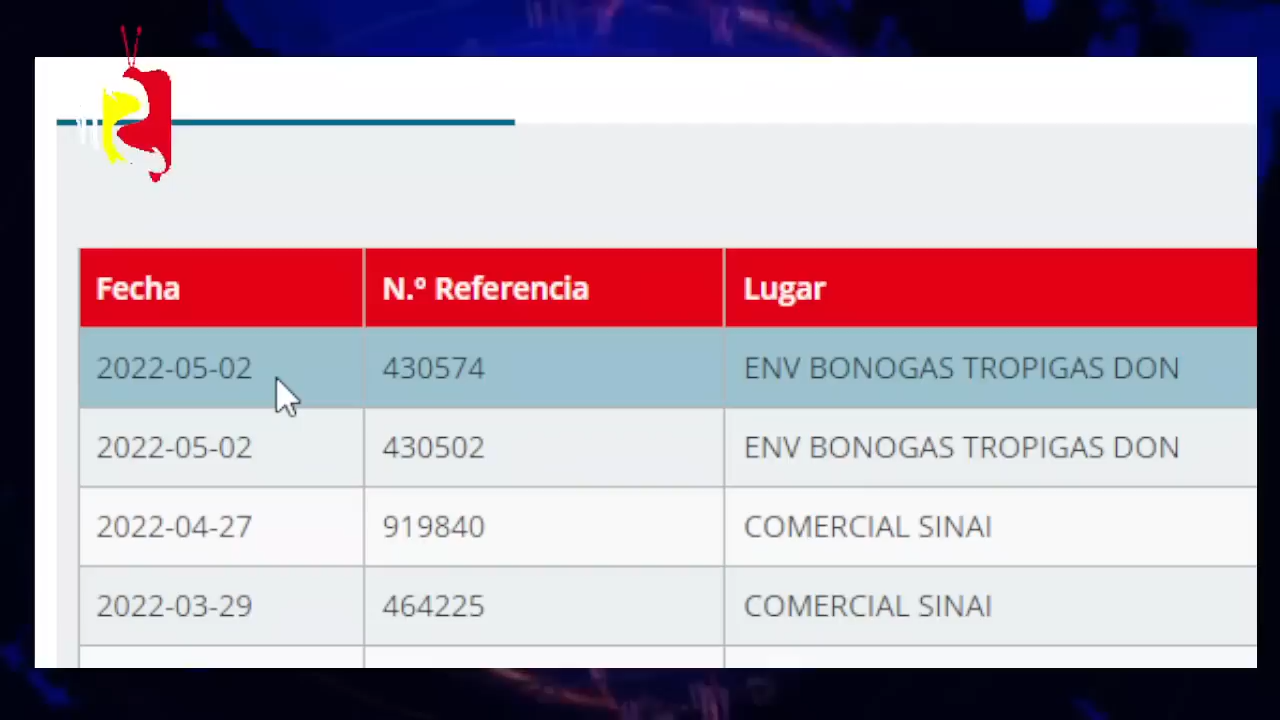 Fecha N.º Referencia Lugar
2022-05-02 430574 ENV BONOGAS TROPIGAS DON
2022-05-02 430502 ENV BONOGAS TROPIGAS DON
2022-04-27 919840 COMERCIAL SINAI
2022-03-29 464225 COMERCIAL SINAI